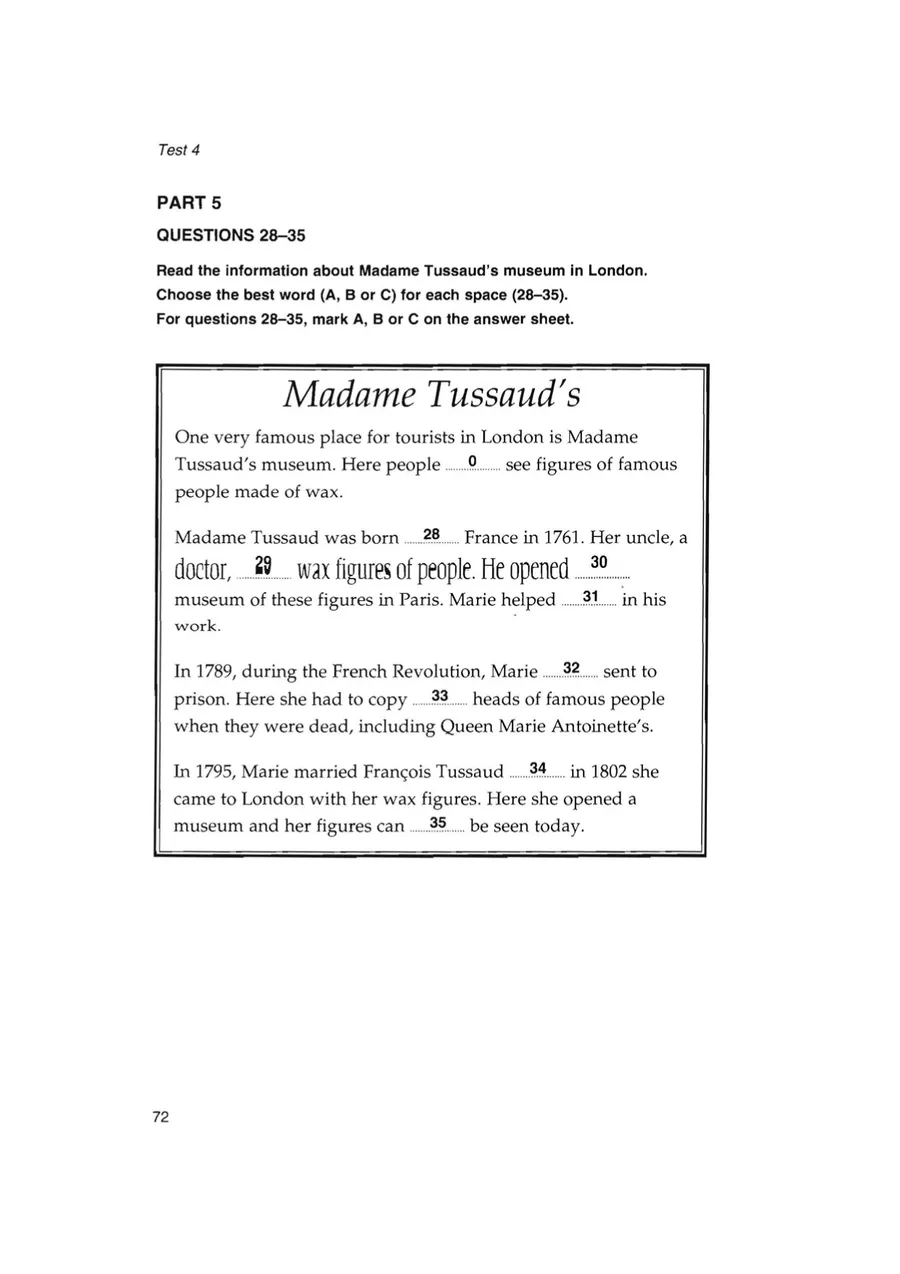 Test 4
PART 5
QUESTIONS 28–35
Read the information about Madame Tussaud's museum in London.
Choose the best word (A, B or C) for each space (28–35).
For questions 28–35, mark A, B or C on the answer sheet.
Madame Tussaud's
One very famous place for tourists in London is Madame
Tussaud's museum. Here people ........0........ see figures of famous
people made of wax.
Madame Tussaud was born ........28........ France in 1761. Her uncle, a
doctor, ........29........ wax figures of people. He opened ........30........
museum of these figures in Paris. Marie helped ........31........ in his
work.
In 1789, during the French Revolution, Marie ........32........ sent to
prison. Here she had to copy ........33........ heads of famous people
when they were dead, including Queen Marie Antoinette's.
In 1795, Marie married François Tussaud ........34........ in 1802 she
came to London with her wax figures. Here she opened a
museum and her figures can ........35........ be seen today.
72